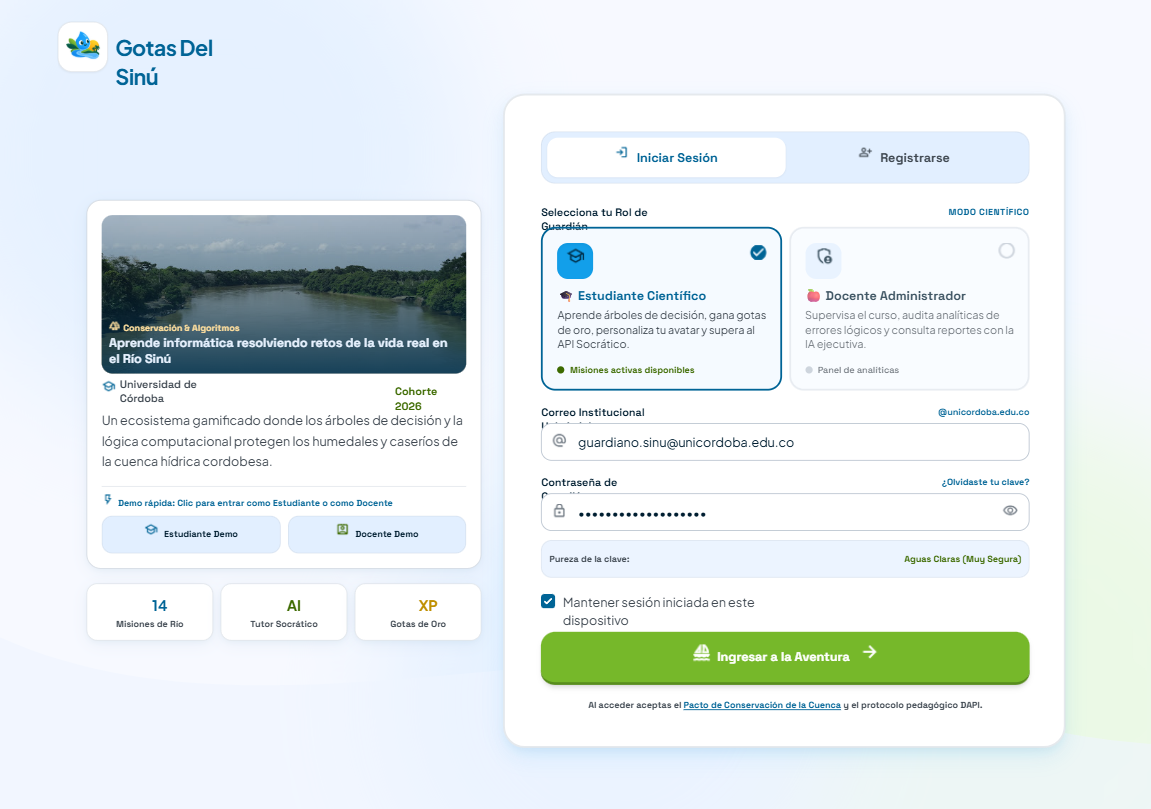 Gotas Del
Sinú
Conservación & Algoritmos
Aprende informática resolviendo retos de la vida real en
el Río Sinú
Universidad de
Córdoba
Cohorte
2026
Un ecosistema gamificado donde los árboles de decisión y la
lógica computacional protegen los humedales y caseríos de
la cuenca hídrica cordobesa.
Demo rápida: Clic para entrar como Estudiante o como Docente
Estudiante Demo
Docente Demo
14
Misiones de Río
AI
Tutor Socrático
XP
Gotas de Oro
Iniciar Sesión
Registrarse
Selecciona tu Rol de
Guardián
MODO CIENTÍFICO
Estudiante Científico
Aprende árboles de decisión, gana gotas
de oro, personaliza tu avatar y supera al
API Socrático.
Misiones activas disponibles
Docente Administrador
Supervisa el curso, audita analíticas de
errores lógicos y consulta reportes con la
IA ejecutiva.
Panel de analíticas
Correo Institucional
@unicordoba.edu.co
guardiano.sinu@unicordoba.edu.co
Contraseña de
¿Olvidaste tu clave?
Pureza de la clave:
Aguas Claras (Muy Segura)
Mantener sesión iniciada en este
dispositivo
Ingresar a la Aventura
Al acceder aceptas el Pacto de Conservación de la Cuenca y el protocolo pedagógico DAPI.